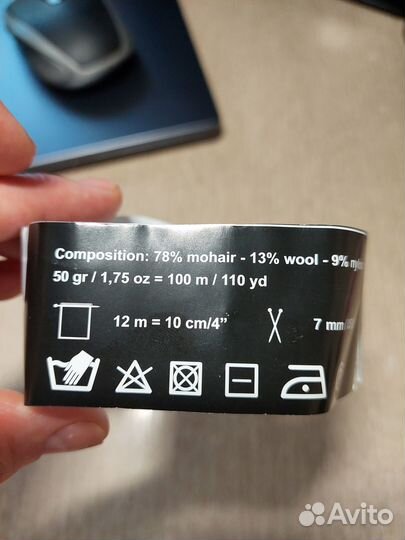 Composition: 78% mohair - 13% wool - 9%
50 gr / 1,75 oz = 100 m / 110 yd
12 m = 10 cm/4” 7 mm
Avito